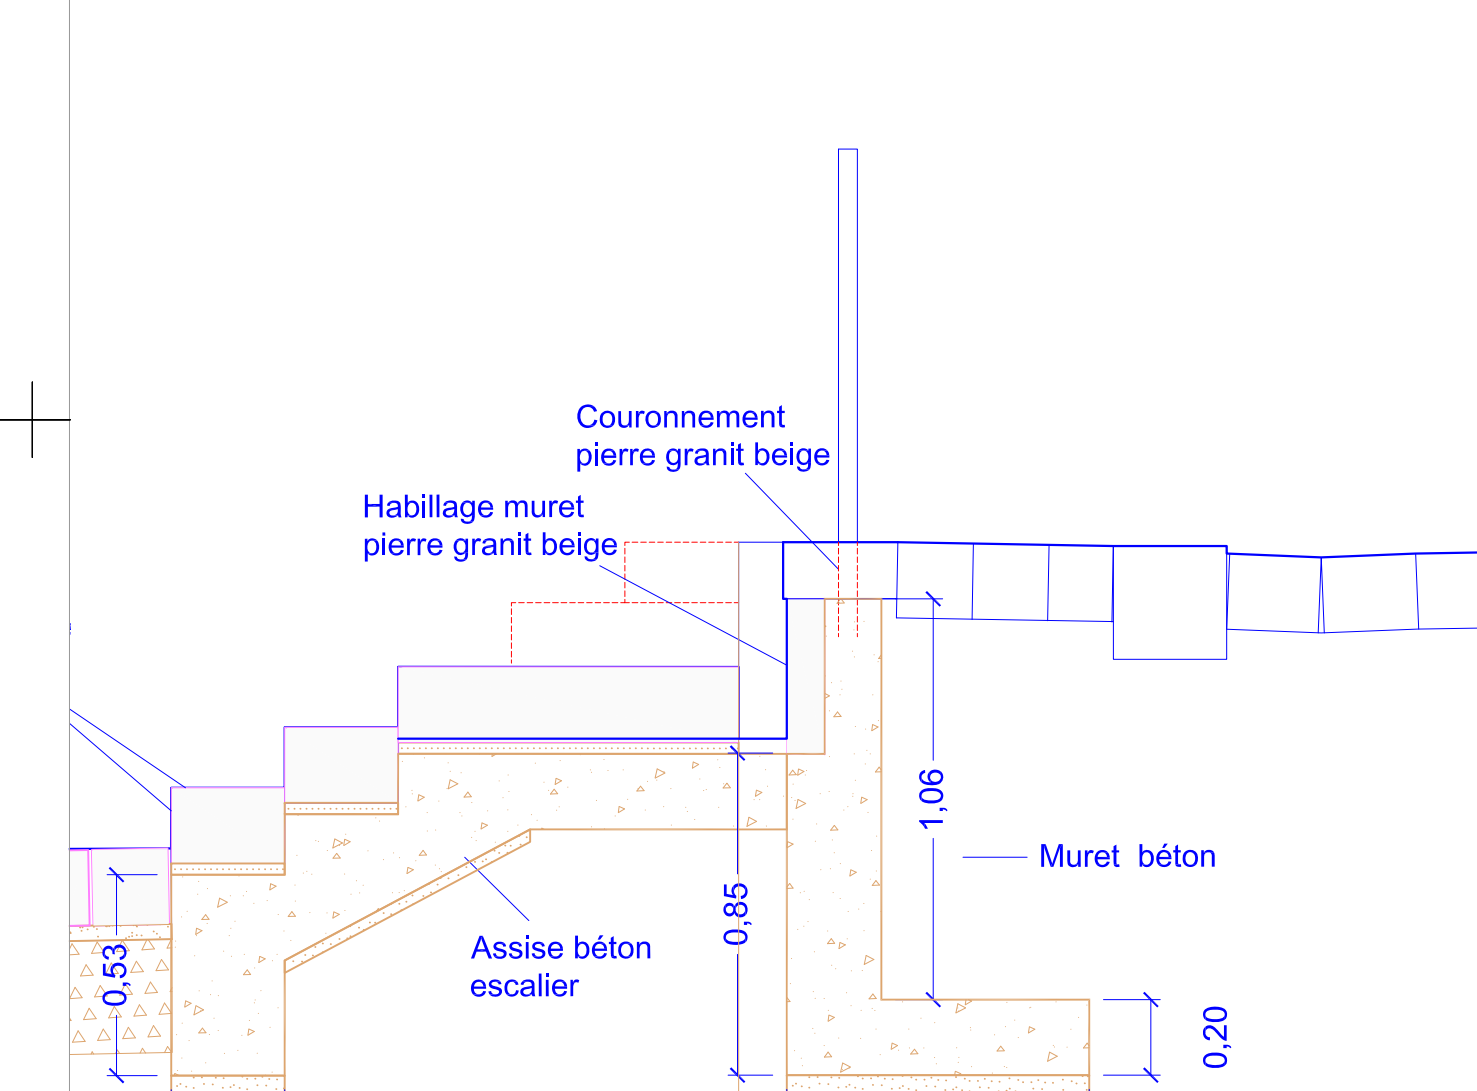 Couronnement
pierre granit beige
Habillage muret
pierre granit beige
1,06
Muret béton
0,85
Assise béton
escalier
0,53
0,20